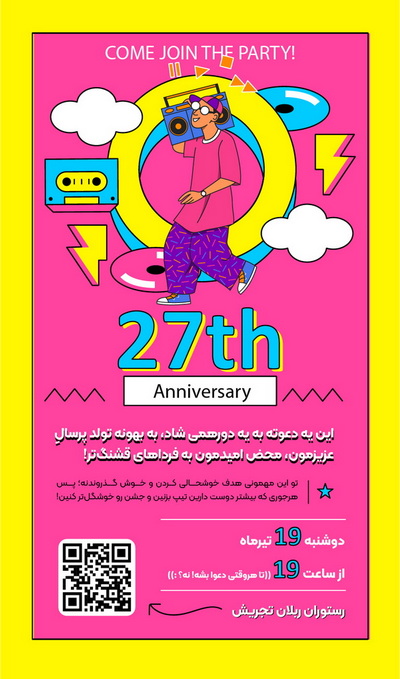 COME JOIN THE PARTY!
27th
Anniversary
این یه دعوته به یه دورهمی شاد، به بهونه تولد پرسالِ
عزیزمون، محض امیدمون به فرداهای قشنگ‌تر!
تو این مهمونی هدف خوشحالی کردن و خوش گذروندنه؛ پس
هرجوری که بیشتر دوست دارین تیپ بزنین و جشن رو خوشگل‌تر کنین!
دوشنبه 19 تیرماه
از ساعت 19 ((تا هروقتی دعوا بشه! نه؟ :))
رستوران ریلان تجریش